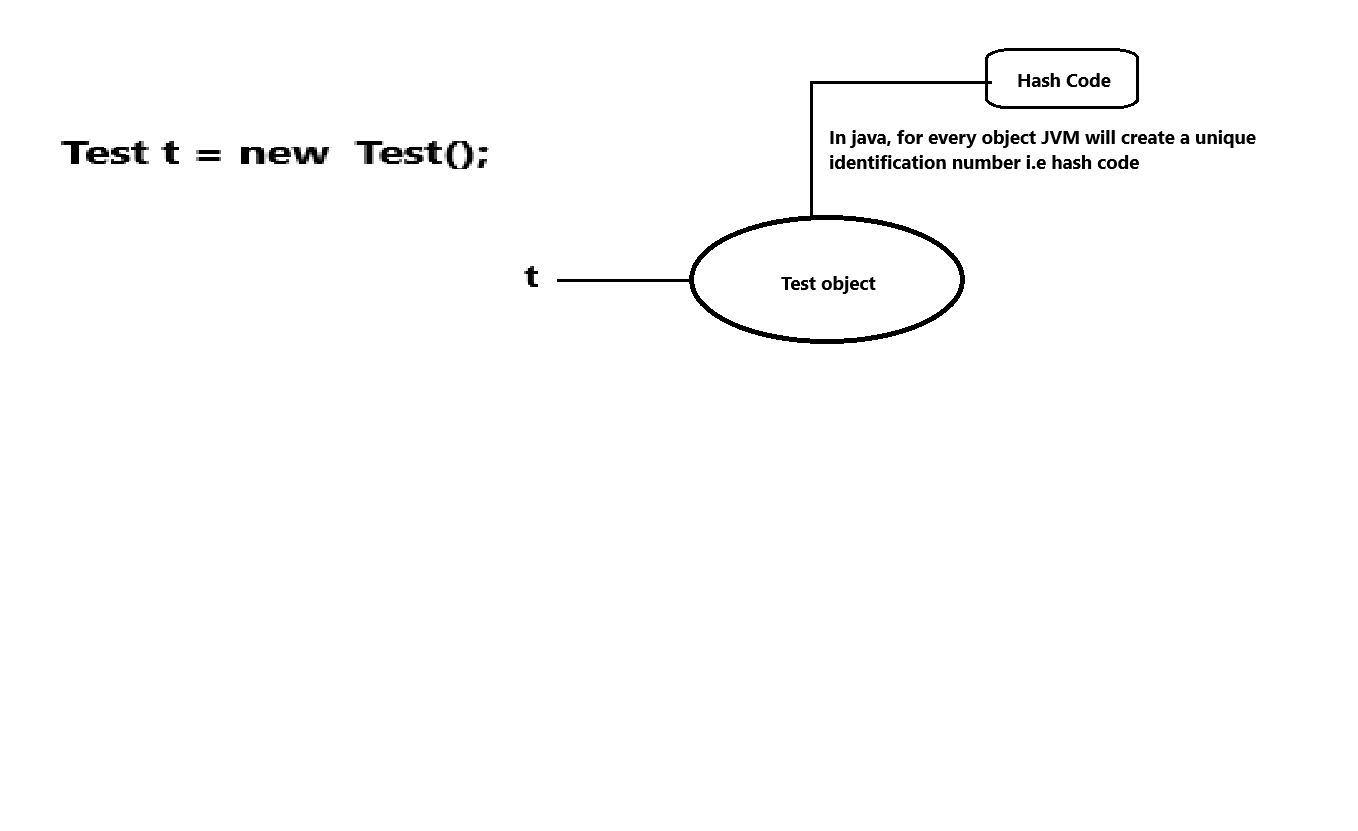 Hash Code
Test t = new Test();
In java, for every object JVM will create a unique
identification number i.e hash code
t
Test object